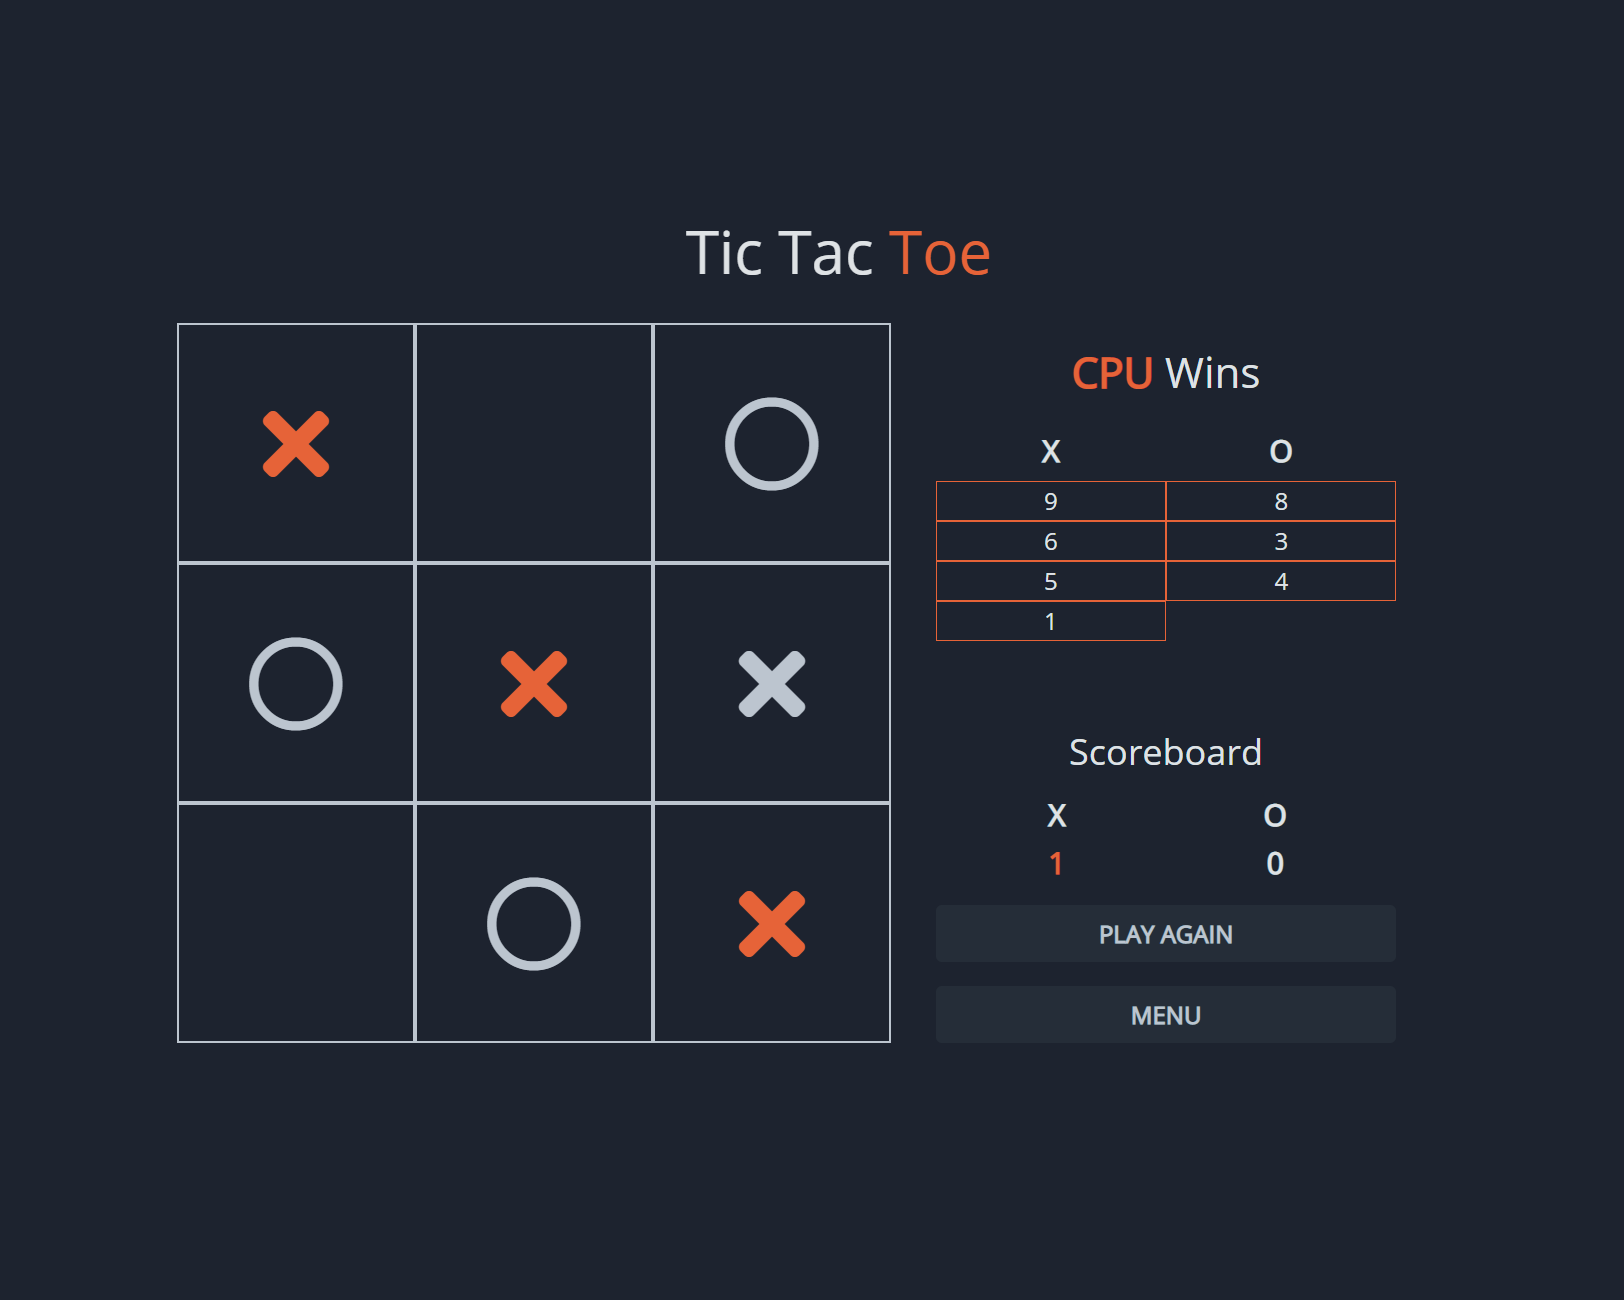 Tic Tac Toe
CPU Wins
X O
9 8
6 3
5 4
1
Scoreboard
X O
1 0
PLAY AGAIN
MENU